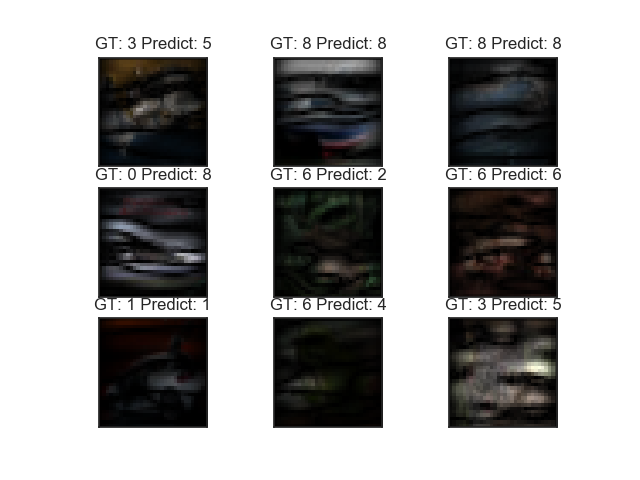 GT: 3 Predict: 5
GT: 8 Predict: 8
GT: 8 Predict: 8
GT: 0 Predict: 8
GT: 6 Predict: 2
GT: 6 Predict: 6
GT: 1 Predict: 1
GT: 6 Predict: 4
GT: 3 Predict: 5